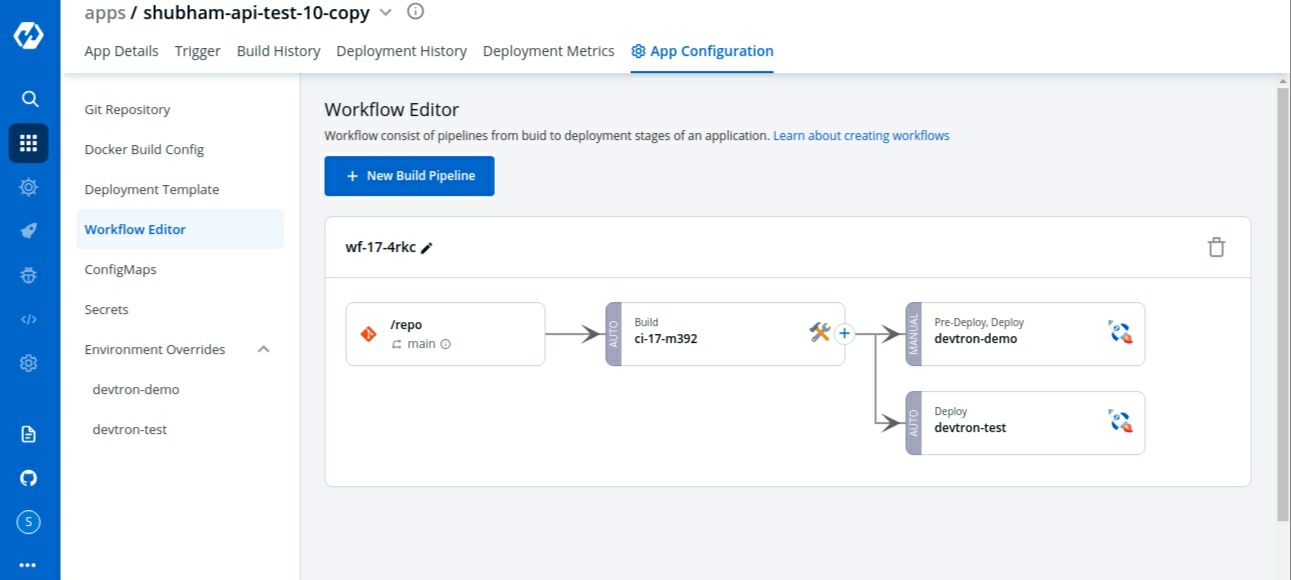 apps / shubham-api-test-10-copy
App Details Trigger Build History Deployment History Deployment Metrics App Configuration
Git Repository
Docker Build Config
Deployment Template
Workflow Editor
ConfigMaps
Secrets
Environment Overrides
devtron-demo
devtron-test
S
Workflow Editor
Workflow consist of pipelines from buid to deployment stages of an application. Learn about creating workflows
+ New Build Pipeline
wf-17-4rkc
/repo
main
AUTO
Build
ci-17-m392
MANUAL
Pre-Deploy, Deploy
devtron-demo
AUTO
Deploy
devtron-test